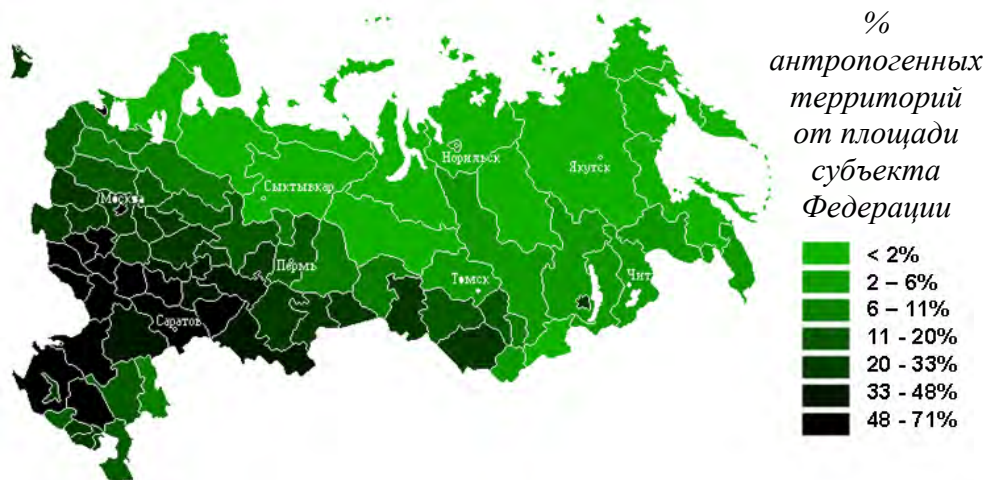 %
антропогенных
территорий
от площади
субъекта
Федерации
< 2%
2 – 6%
6 – 11%
11 - 20%
20 - 33%
33 - 48%
48 - 71%
Норильск
Якутск
Сыктывкар
Москва
Пермь
Томск
Чит
Саратов